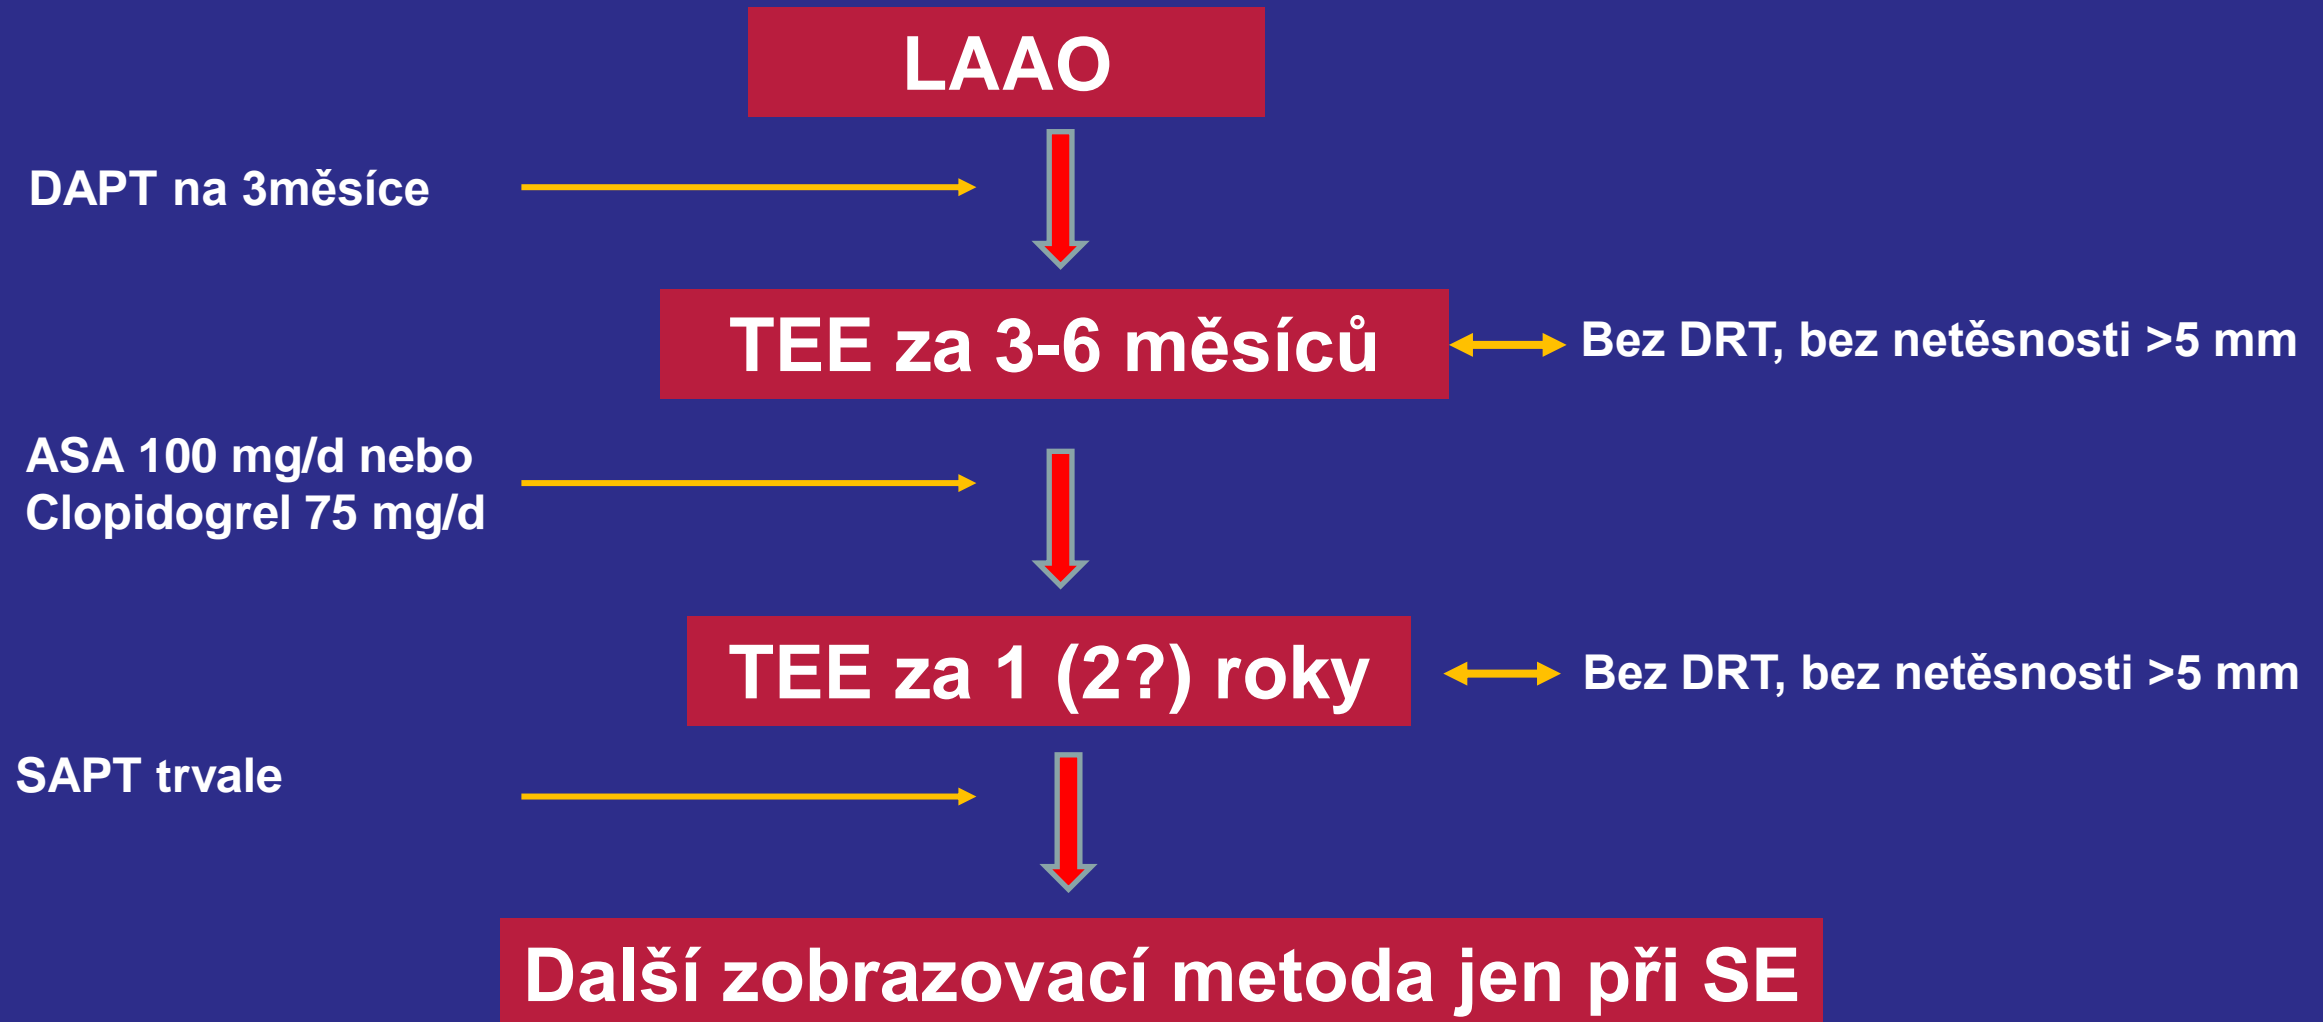 LAAO
DAPT na 3měsíce
TEE za 3-6 měsíců
Bez DRT, bez netěsnosti >5 mm
ASA 100 mg/d nebo
Clopidogrel 75 mg/d
TEE za 1 (2?) roky
Bez DRT, bez netěsnosti >5 mm
SAPT trvale
Další zobrazovací metoda jen při SE